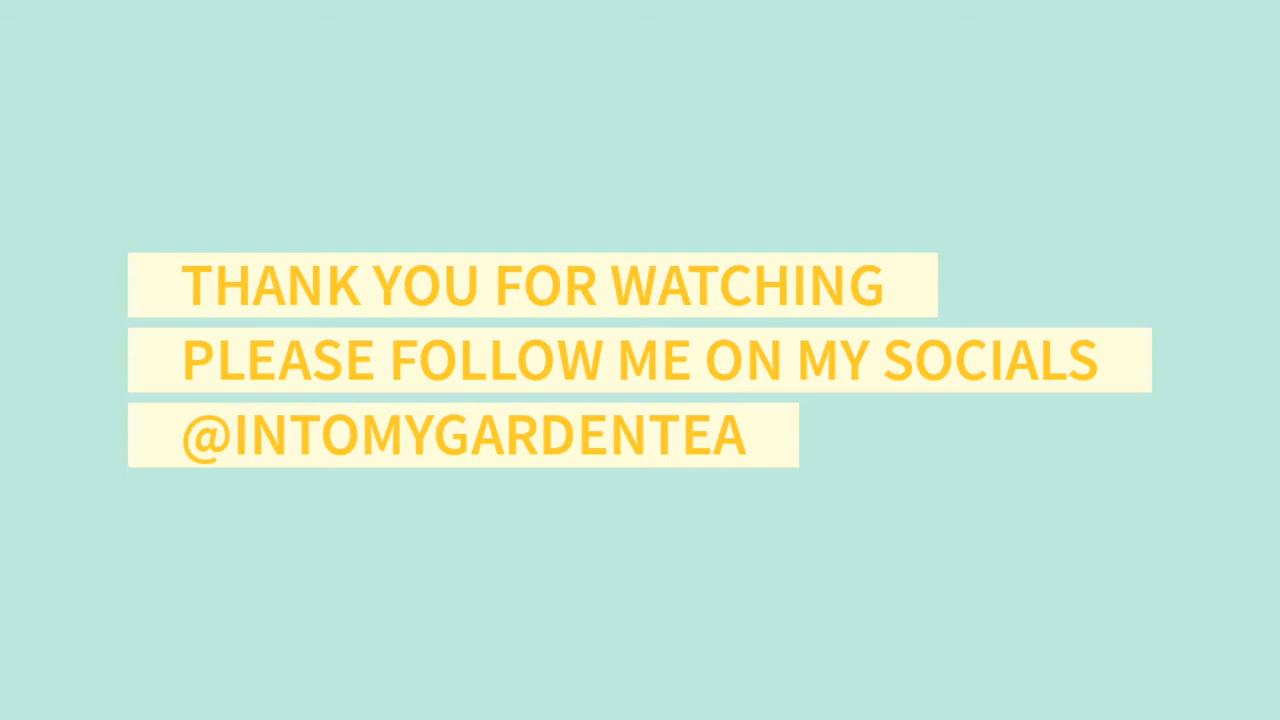 THANK YOU FOR WATCHING
PLEASE FOLLOW ME ON MY SOCIALS
@INTOMYGARDENTEA